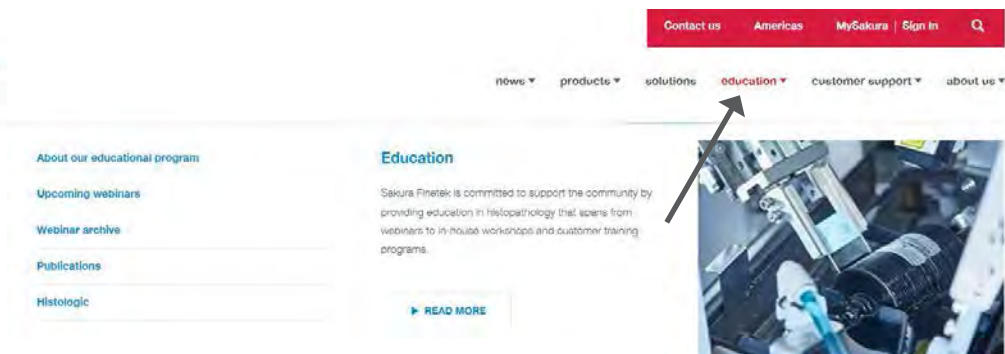 Contact us Americas MySakura | Sign In
news ▾ products ▾ solutions education ▾ customer support ▾ about us ▾
About our educational program
Upcoming webinars
Webinar archive
Publications
Histologic
Education
Sakura Finetek is committed to support the community by
providing education in histopathology that spans from
webinars to in-house workshops and customer training
programs.
▶ READ MORE